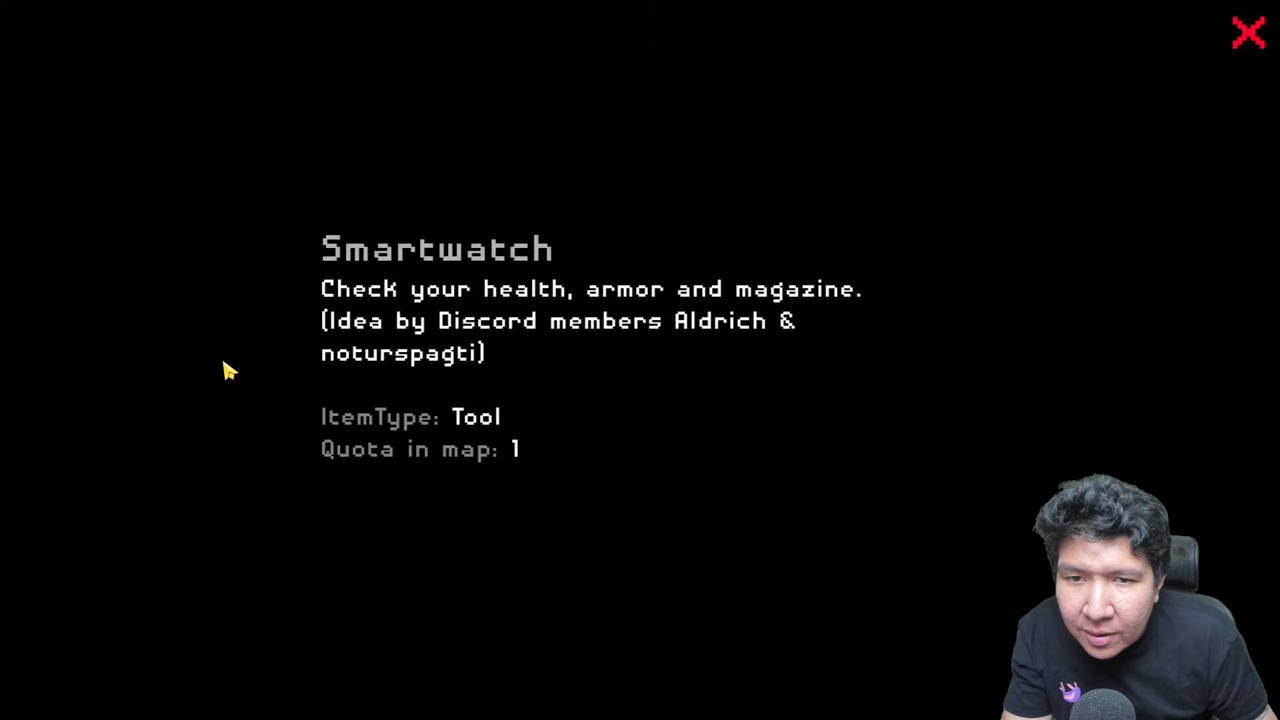 Smartwatch
Check your health, armor and magazine.
(Idea by Discord members Aldrich &
noturspagti)
ItemType: Tool
Quota in map: 1